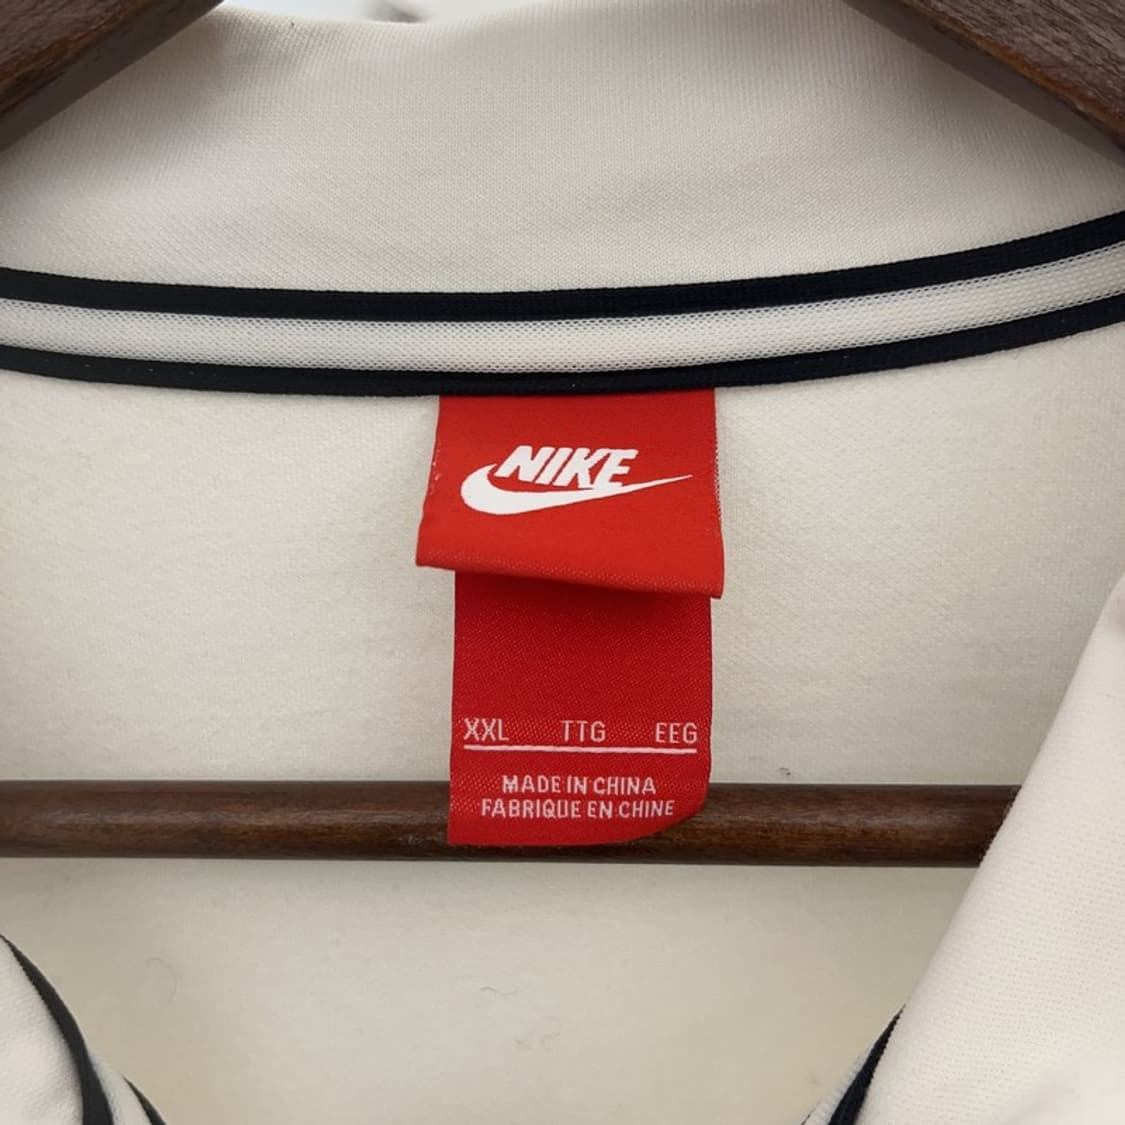 NIKE
XXL TTG EEG
MADE IN CHINA
FABRIQUE EN CHINE